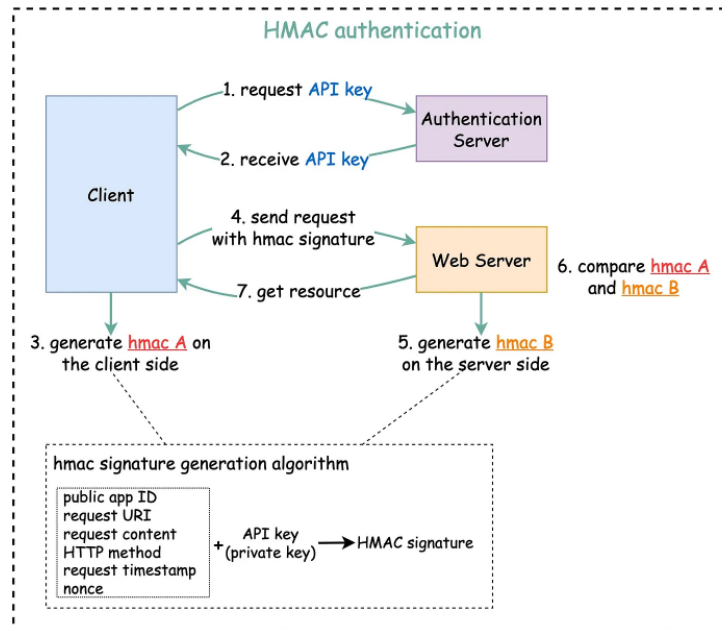 HMAC authentication
1. request API key
Authentication
Server
2. receive API key
Client
4. send request
with hmac signature
Web Server
6. compare hmac A
and hmac B
7. get resource
3. generate hmac A on
the client side
5. generate hmac B
on the server side
hmac signature generation algorithm
public app ID
request URI
request content
HTTP method
request timestamp
nonce
+ API key
(private key)
HMAC signature